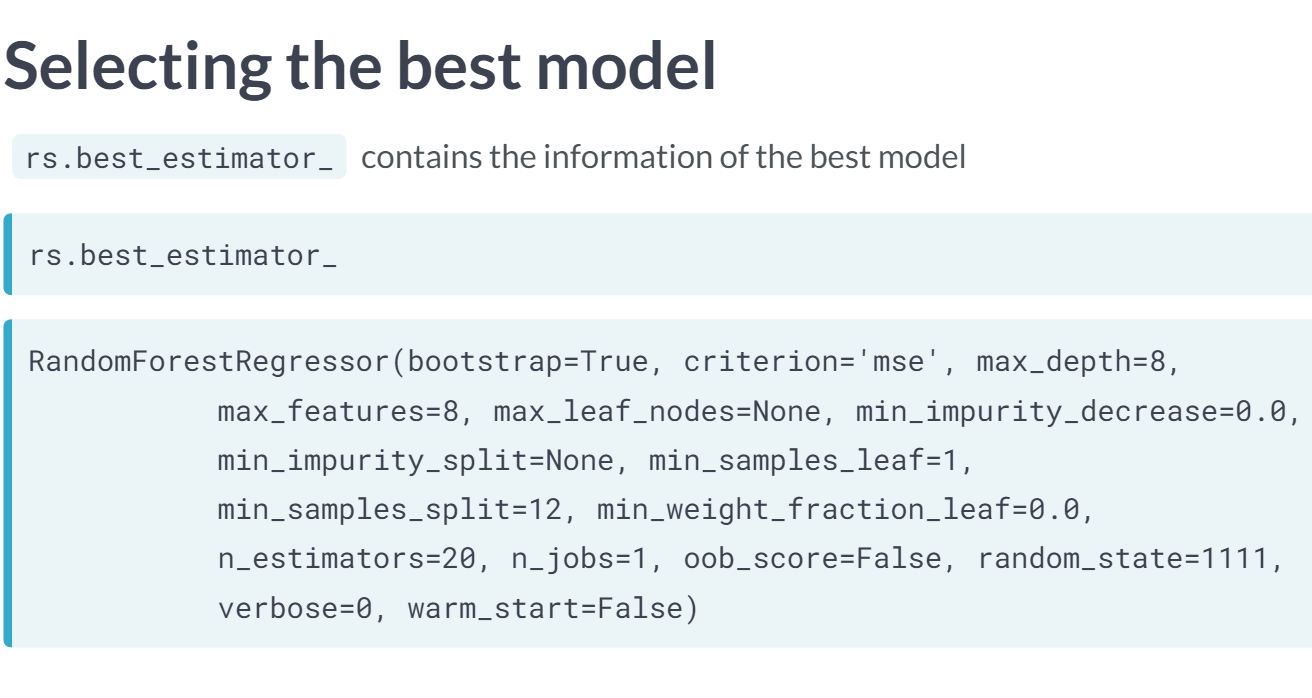 Selecting the best model
rs.best_estimator_ contains the information of the best model
rs.best_estimator_
RandomForestRegressor(bootstrap=True, criterion='mse', max_depth=8,
max_features=8, max_leaf_nodes=None, min_impurity_decrease=0.0,
min_impurity_split=None, min_samples_leaf=1,
min_samples_split=12, min_weight_fraction_leaf=0.0,
n_estimators=20, n_jobs=1, oob_score=False, random_state=1111,
verbose=0, warm_start=False)